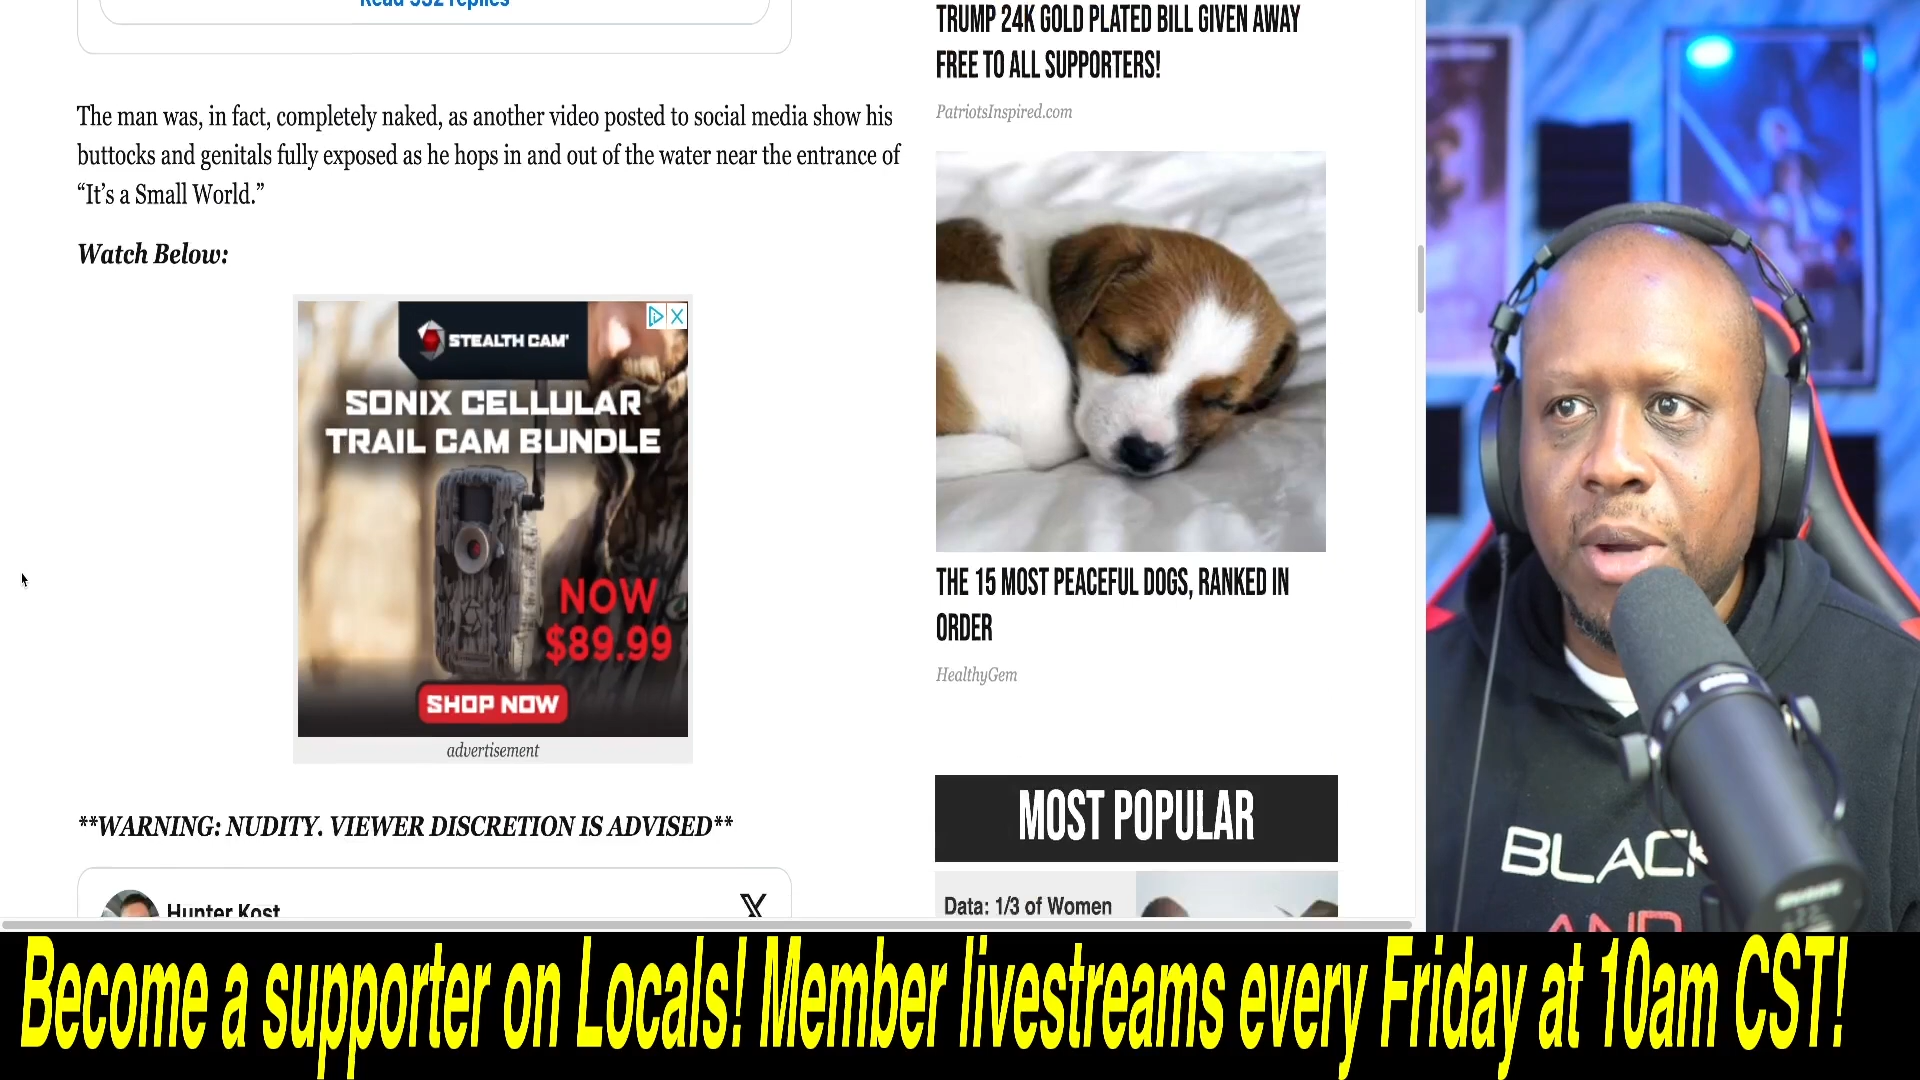 Read 932 replies
The man was, in fact, completely naked, as another video posted to social media show his
buttocks and genitals fully exposed as he hops in and out of the water near the entrance of
“It’s a Small World.”
Watch Below:
STEALTH CAM
SONIX CELLULAR
TRAIL CAM BUNDLE
NOW
$89.99
SHOP NOW
advertisement
**WARNING: NUDITY. VIEWER DISCRETION IS ADVISED**
Hunter Kost
TRUMP 24K GOLD PLATED BILL GIVEN AWAY
FREE TO ALL SUPPORTERS!
PatriotsInspired.com
THE 15 MOST PEACEFUL DOGS, RANKED IN
ORDER
HealthyGem
MOST POPULAR
Data: 1/3 of Women
BLACK
AND
Become a supporter on Locals! Member livestreams every Friday at 10am CST!